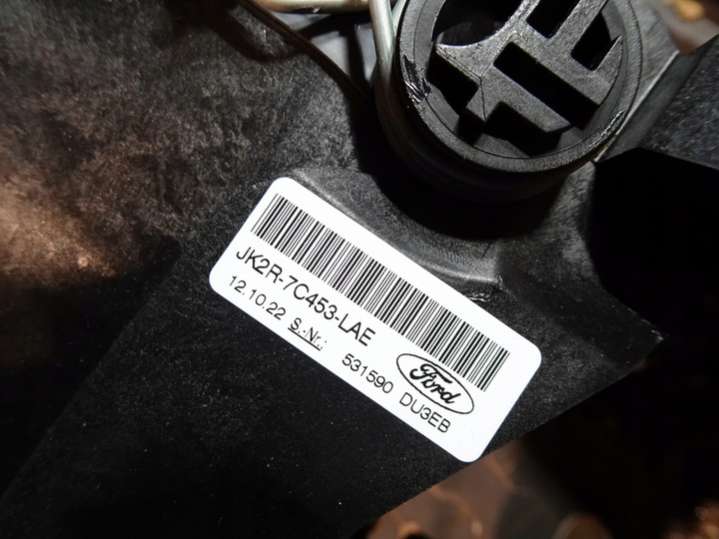 JK2R-7C453-LAE
12.10.22 S.-Nr.: 531590 DU3EB
Ford